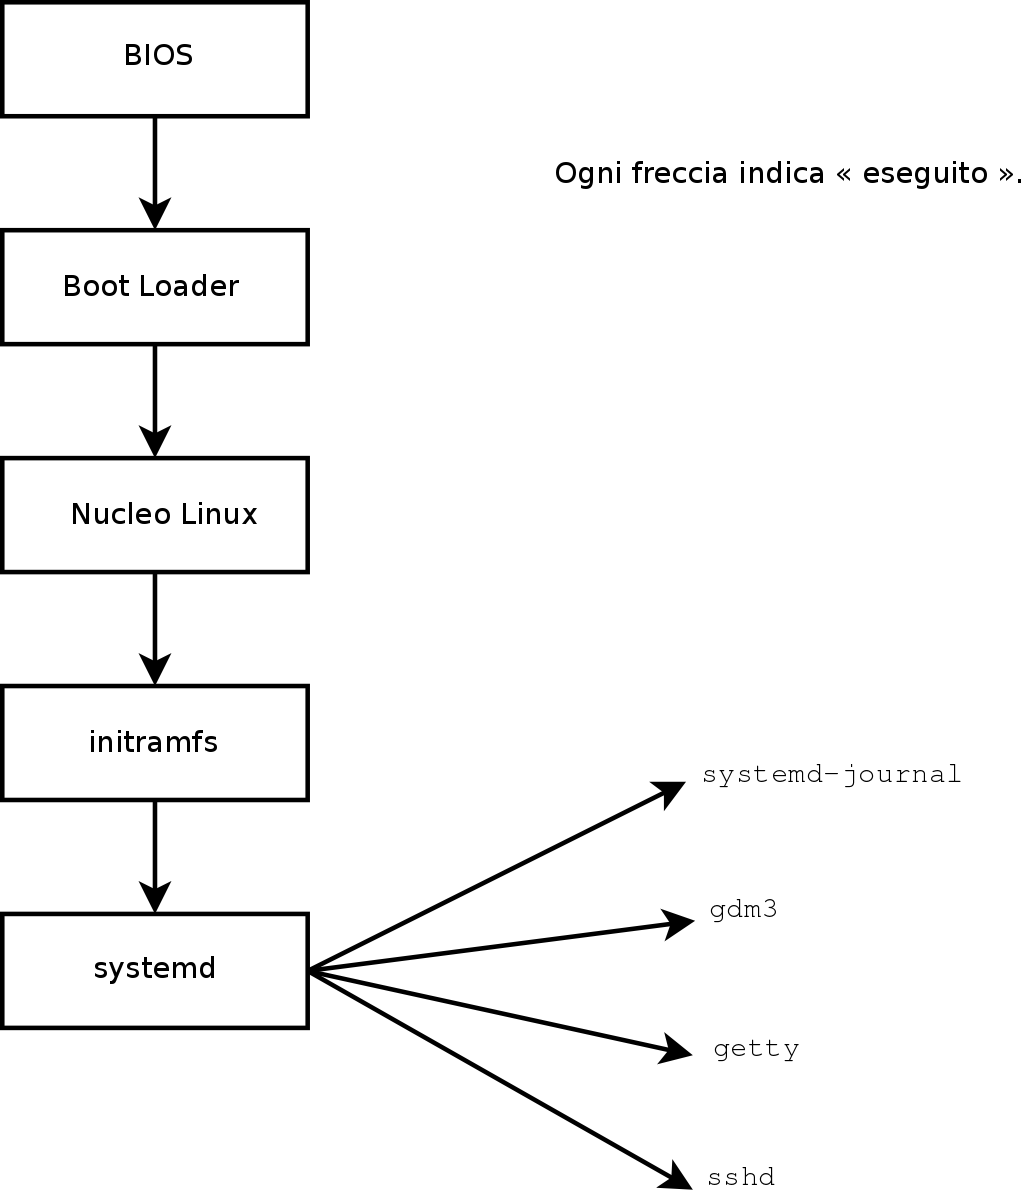 BIOS
Ogni freccia indica « eseguito ».
Boot Loader
Nucleo Linux
initramfs
systemd-journal
gdm3
systemd
getty
sshd